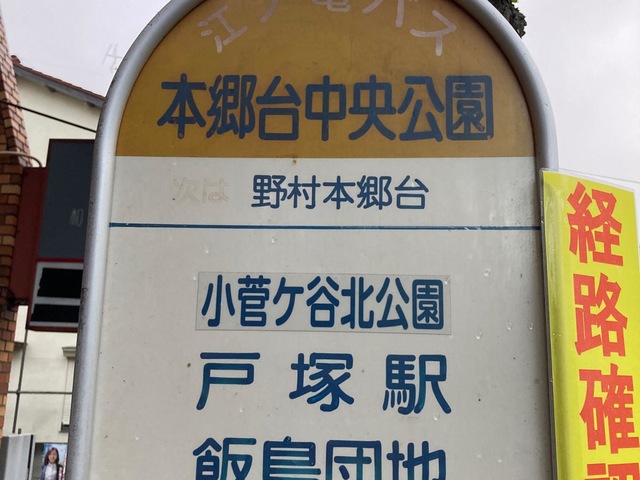 江ノ電バス
本郷台中央公園
次は 野村本郷台
小菅ケ谷北公園
戸塚駅
飯島団地
経路確認